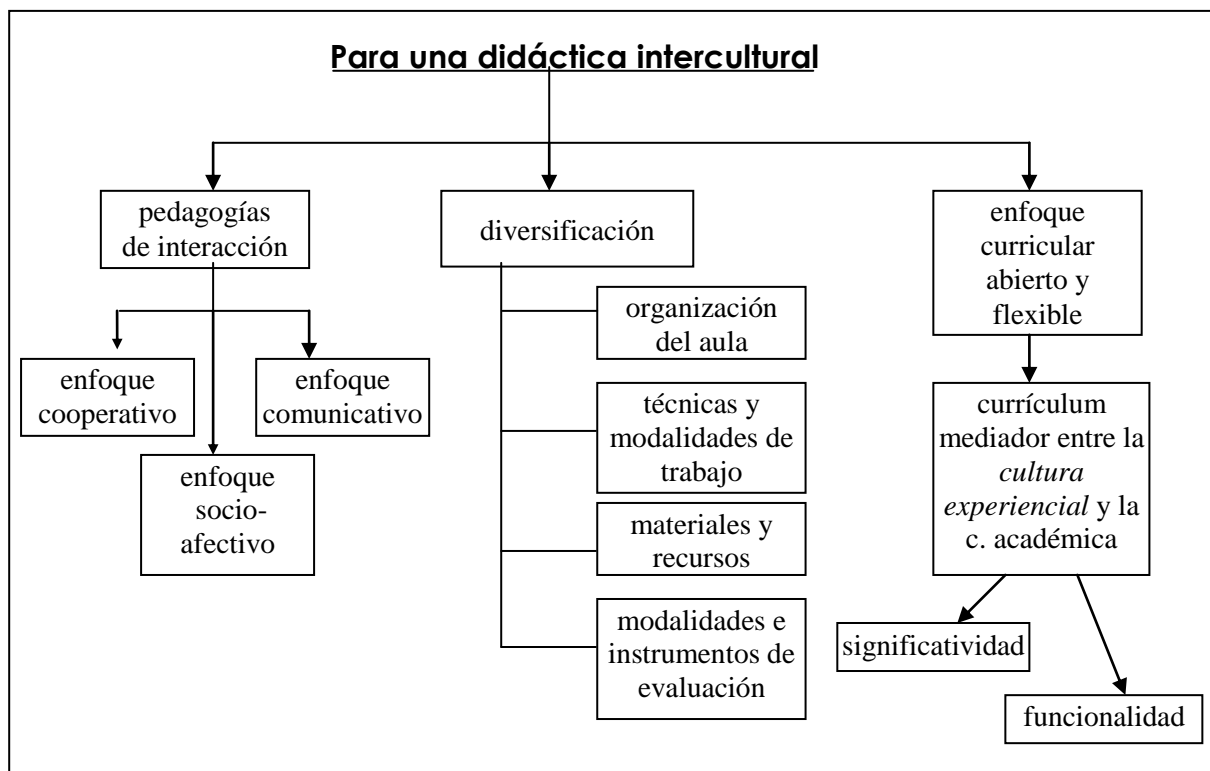 Para una didáctica intercultural
pedagogías
de interacción
enfoque
cooperativo
enfoque
comunicativo
enfoque
socio-
afectivo
diversificación
organización
del aula
técnicas y
modalidades de
trabajo
materiales y
recursos
modalidades e
instrumentos de
evaluación
enfoque
curricular
abierto y
flexible
currículum
mediador entre la
cultura
experiencial y la
c. académica
significatividad
funcionalidad